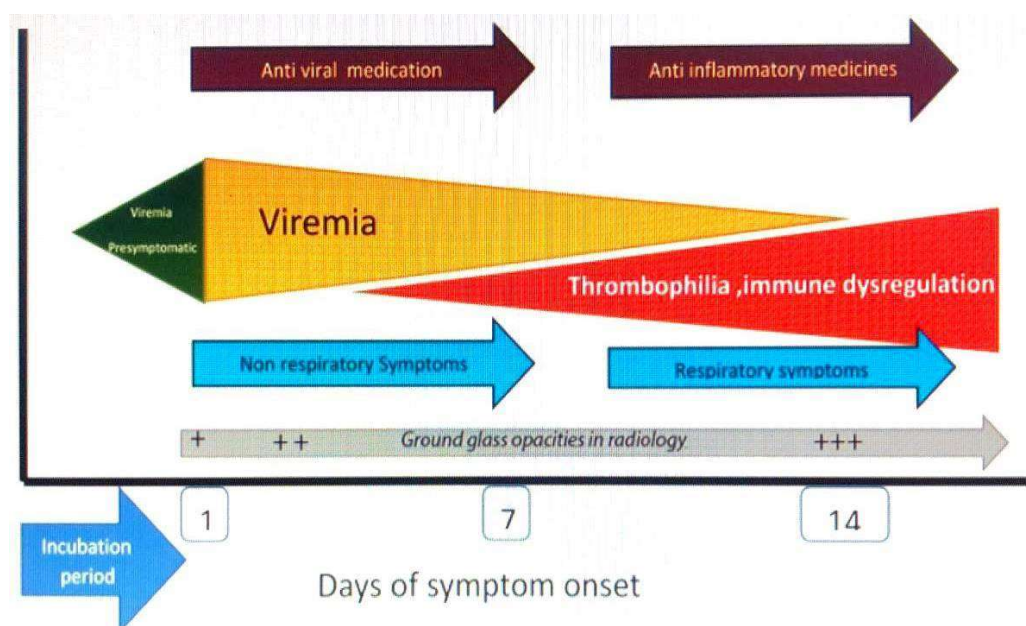 Anti viral medication
Anti inflammatory medicines
Viremia
Presymptomatic
Viremia
Thrombophilia ,immune dysregulation
Non respiratory Symptoms
Respiratory symptoms
+
++
Ground glass opacities in radiology
+++
1
7
14
Incubation
period
Days of symptom onset